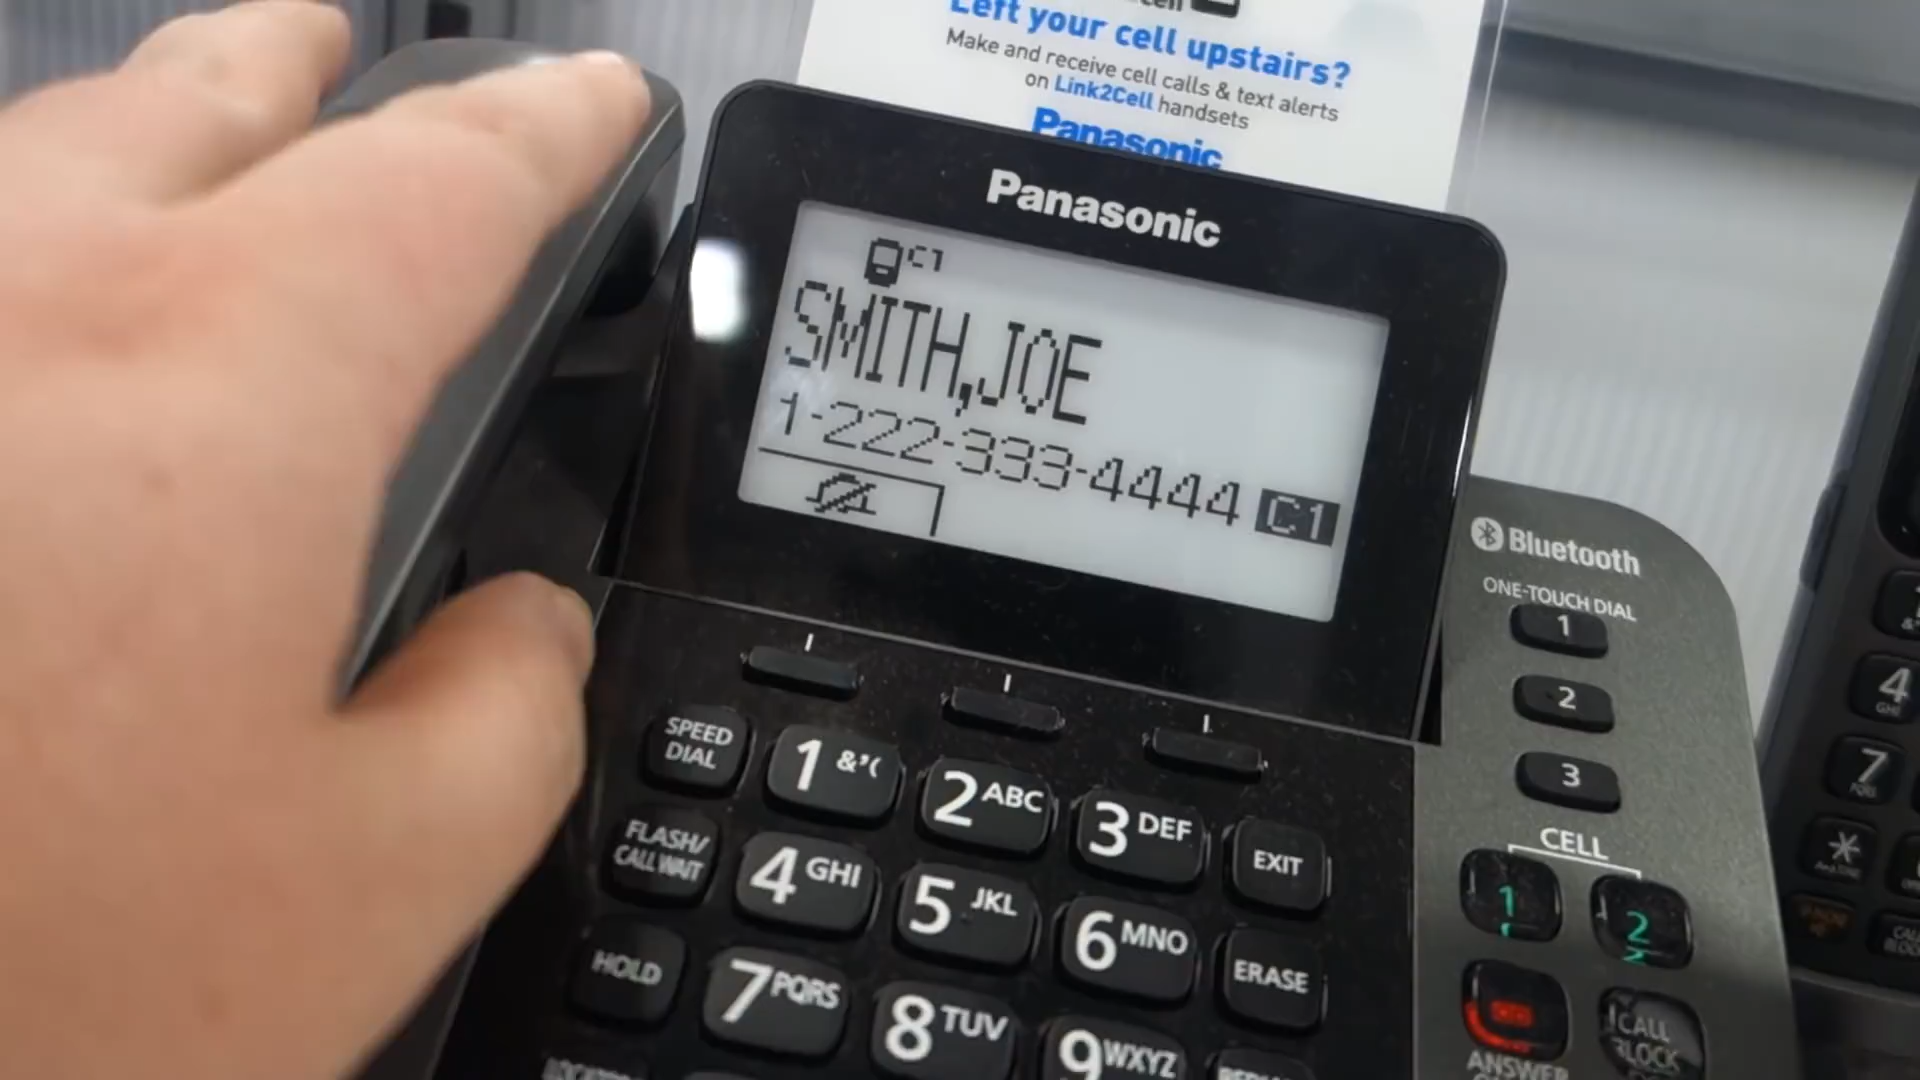 Left your cell upstairs?
Make and receive cell calls & text alerts
on Link2Cell handsets
Panasonic
Panasonic
C1
SMITH,JOE
1-222-333-4444 C1
Bluetooth
ONE-TOUCH DIAL
1
2
3
SPEED
DIAL
1 &'(
2 ABC
3 DEF
EXIT
FLASH/
CALL WAIT
4 GHI
5 JKL
6 MNO
ERASE
HOLD
7 PQRS
8 TUV
9 WXYZ
CELL
1
2
CALL
BLOCK
ANSWER
4 GHI
7 PQRS
*